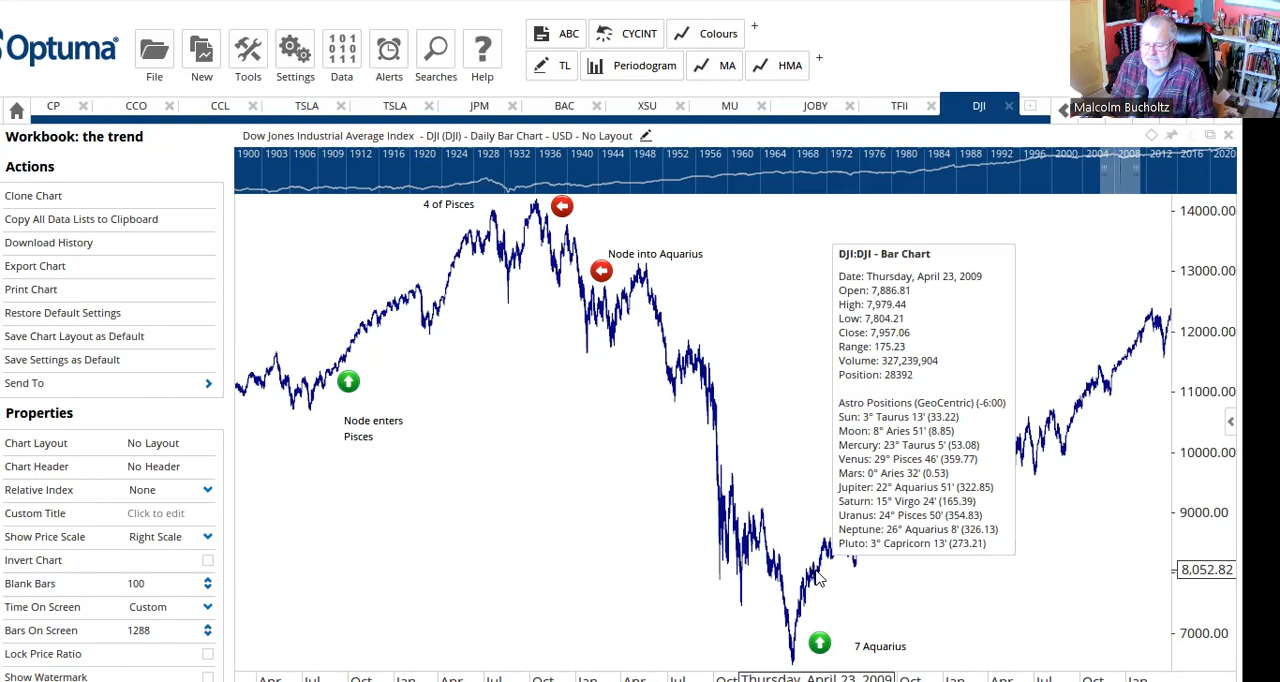 Optuma®
File
New
Tools
Settings
Data
Alerts
Searches
Help
ABC
CYCINT
Colours
+
TL
Periodogram
MA
HMA
+
Malcolm Bucholtz
CP
CCO
CCL
TSLA
TSLA
JPM
BAC
XSU
MU
JOBY
TFII
DJI
Workbook: the trend
Actions
Clone Chart
Copy All Data Lists to Clipboard
Download History
Export Chart
Print Chart
Restore Default Settings
Save Chart Layout as Default
Save Settings as Default
Send To
Properties
Chart Layout No Layout
Chart Header No Header
Relative Index None
Custom Title Click to edit
Show Price Scale Right Scale
Invert Chart
Blank Bars 100
Time On Screen Custom
Bars On Screen 1288
Lock Price Ratio
Show Watermark
Dow Jones Industrial Average Index - DJI (DJI) - Daily Bar Chart - USD - No Layout
1900 1903 1906 1909 1912 1916 1920 1924 1928 1932 1936 1940 1944 1948 1952 1956 1960 1964 1968 1972 1976 1980 1984 1988 1992 1996 2000 2004 2008 2012 2016 2020
4 of Pisces
Node into Aquarius
Node enters
Pisces
7 Aquarius
DJI:DJI - Bar Chart
Date: Thursday, April 23, 2009
Open: 7,886.81
High: 7,979.44
Low: 7,804.21
Close: 7,957.06
Range: 175.23
Volume: 327,239,904
Position: 28392
Astro Positions (GeoCentric) (-6:00)
Sun: 3° Taurus 13' (33.22)
Moon: 8° Aries 51' (8.85)
Mercury: 23° Taurus 5' (53.08)
Venus: 29° Pisces 46' (359.77)
Mars: 0° Aries 32' (0.53)
Jupiter: 22° Aquarius 51' (322.85)
Saturn: 15° Virgo 24' (165.39)
Uranus: 24° Pisces 50' (354.83)
Neptune: 26° Aquarius 8' (326.13)
Pluto: 3° Capricorn 13' (273.21)
14000.00
13000.00
12000.00
11000.00
10000.00
9000.00
8,052.82
7000.00
Apr Jul Oct Jan Apr Jul Oct Jan Apr Jul Oct Thursday, April 23, 2009 Oct Jan Apr Jul Oct Jan